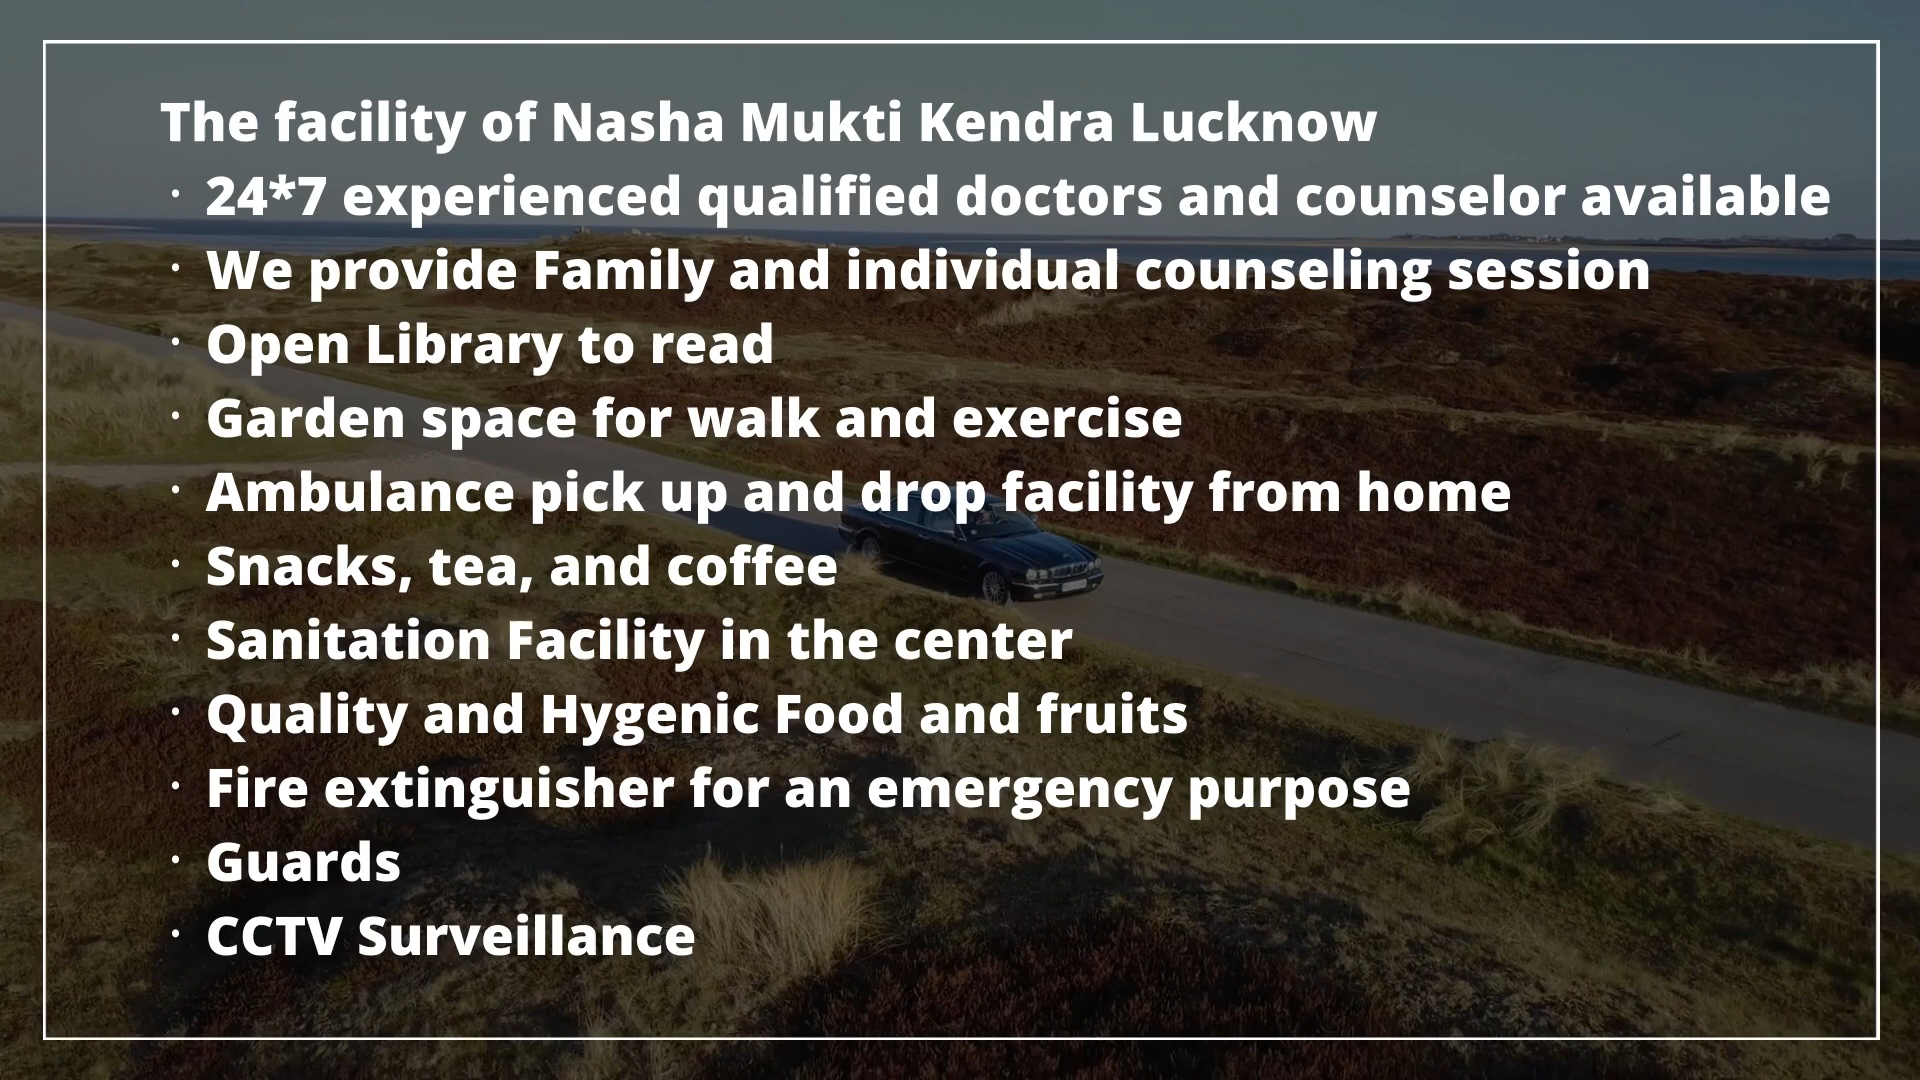 The facility of Nasha Mukti Kendra Lucknow
· 24*7 experienced qualified doctors and counselor available
· We provide Family and individual counseling session
· Open Library to read
· Garden space for walk and exercise
· Ambulance pick up and drop facility from home
· Snacks, tea, and coffee
· Sanitation Facility in the center
· Quality and Hygenic Food and fruits
· Fire extinguisher for an emergency purpose
· Guards
· CCTV Surveillance